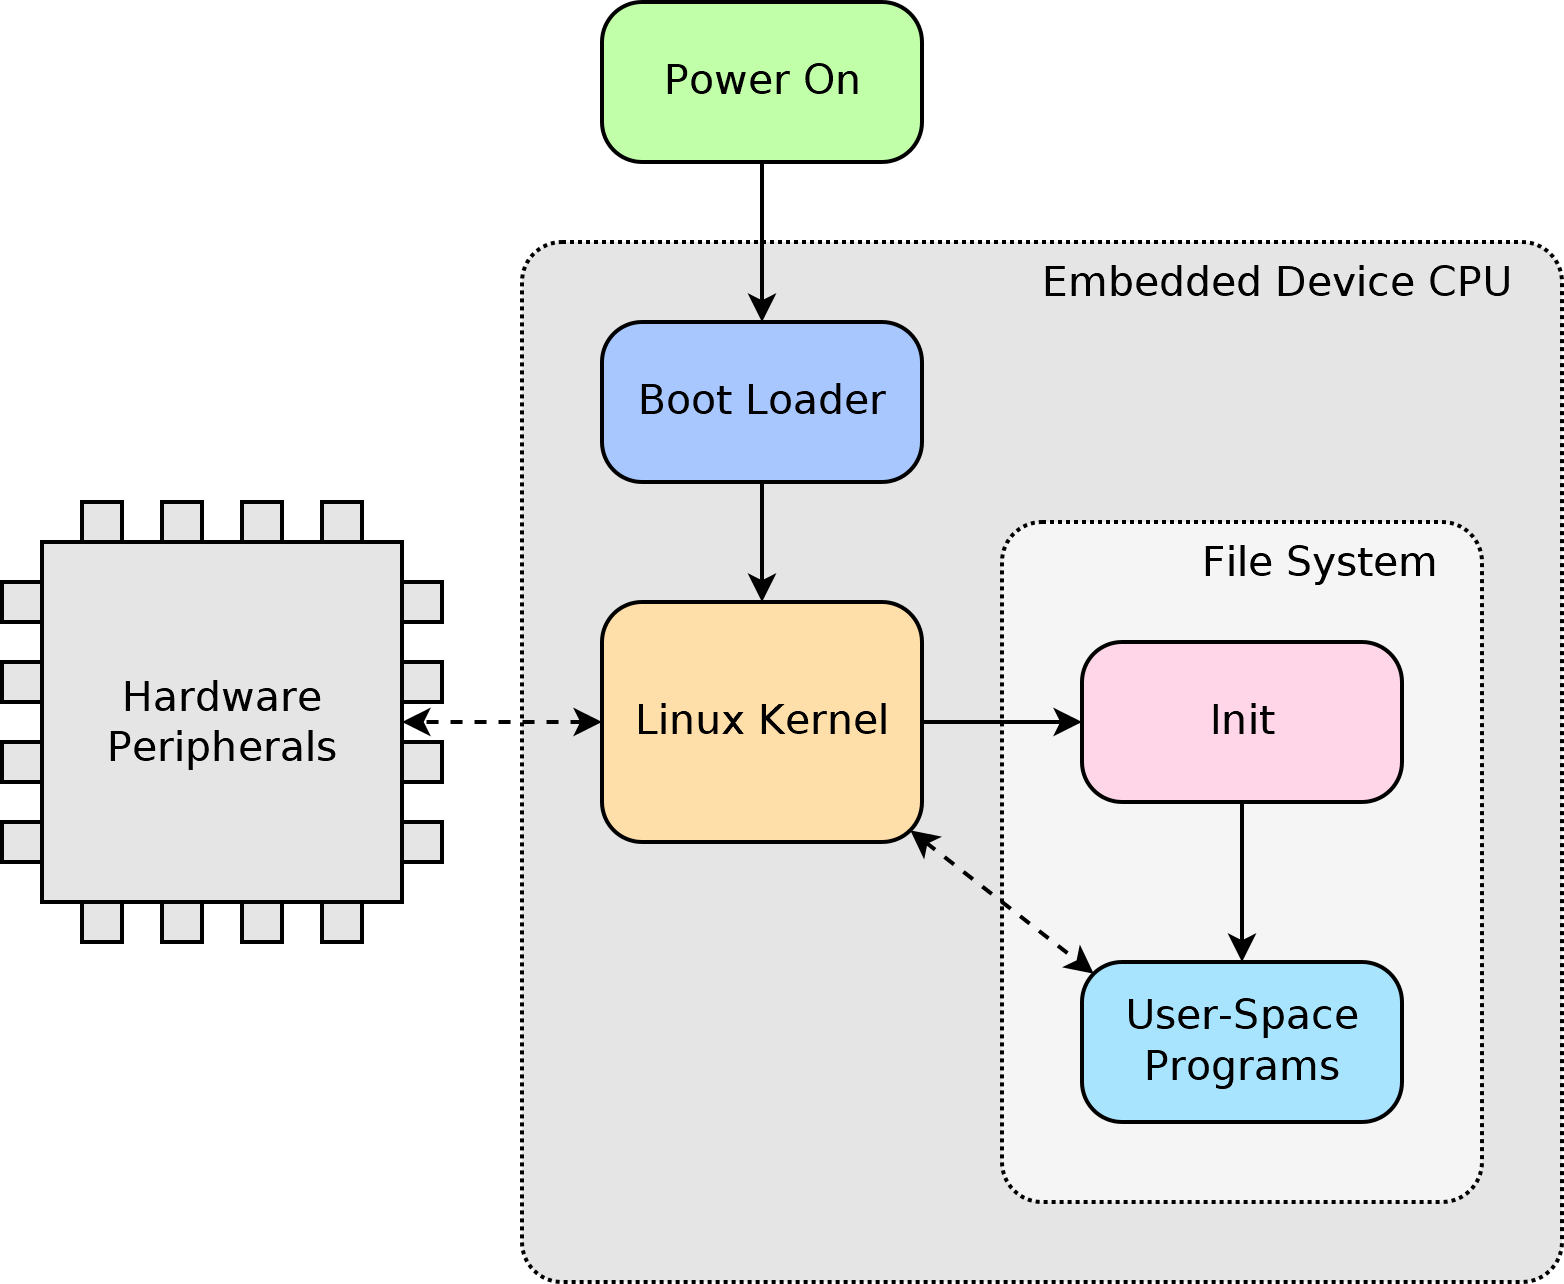 Power On
Embedded Device CPU
Boot Loader
File System
Hardware
Peripherals
Linux Kernel
Init
User-Space
Programs